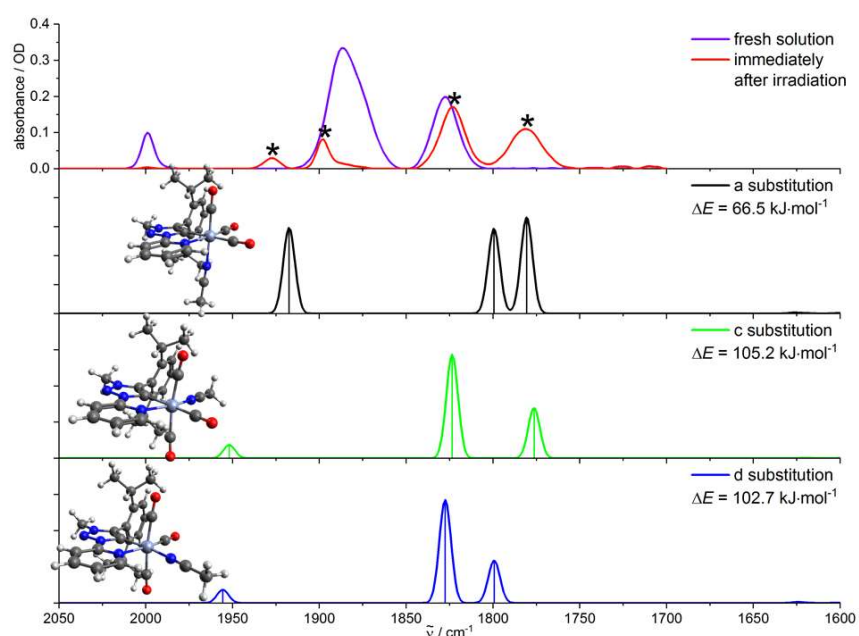 0.4
0.3
0.2
0.1
0.0
absorbance / OD
fresh solution
immediately
after irradiation
*
*
*
*
a substitution
ΔE = 66.5 kJ·mol⁻¹
c substitution
ΔE = 105.2 kJ·mol⁻¹
d substitution
ΔE = 102.7 kJ·mol⁻¹
2050 2000 1950 1900 1850 1800 1750 1700 1650 1600
ν̃ / cm⁻¹